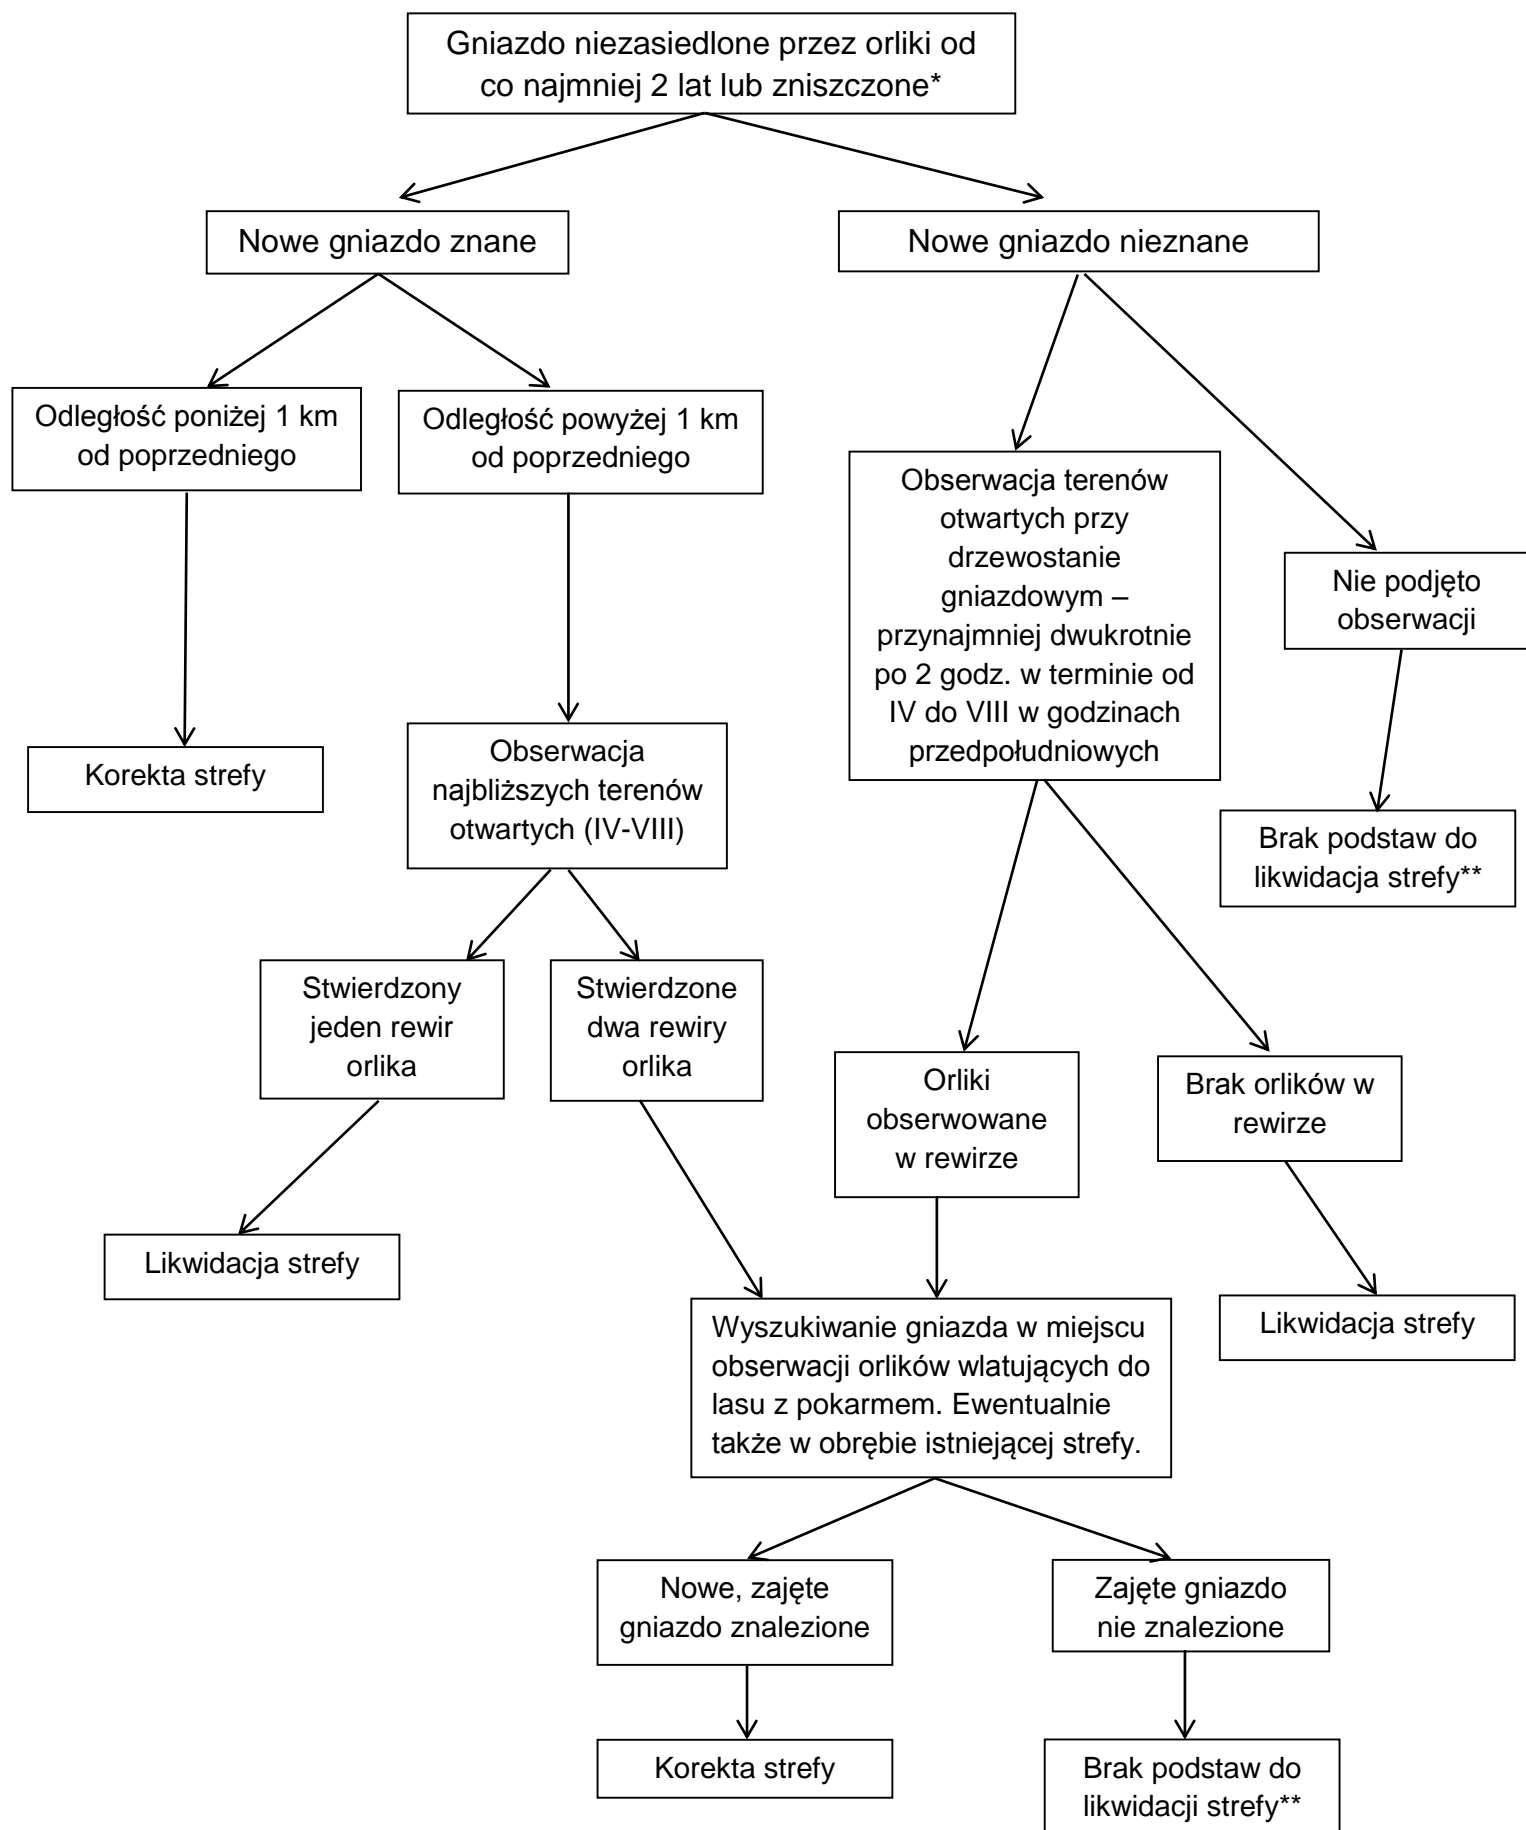 Gniazdo niezasiedlone przez orliki od
co najmniej 2 lat lub zniszczone*
Nowe gniazdo znane
Nowe gniazdo nieznane
Odległość poniżej 1 km
od poprzedniego
Odległość powyżej 1 km
od poprzedniego
Obserwacja terenów
otwartych przy
drzewostanie
gniazdowym –
przynajmniej dwukrotnie
po 2 godz. w terminie od
IV do VIII w godzinach
przedpołudniowych
Nie podjęto
obserwacji
Korekta strefy
Obserwacja
najbliższych terenów
otwartych (IV-VIII)
Brak podstaw do
likwidacja strefy**
Stwierdzony
jeden rewir
orlika
Stwierdzone
dwa rewiry
orlika
Orliki
obserwowane
w rewirze
Brak orlików w
rewirze
Likwidacja strefy
Wyszukiwanie gniazda w miejscu
obserwacji orlików wlatujących do
lasu z pokarmem. Ewentualnie
także w obrębie istniejącej strefy.
Likwidacja strefy
Nowe, zajęte
gniazdo znalezione
Zajęte gniazdo
nie znalezione
Korekta strefy
Brak podstaw do
likwidacji strefy**